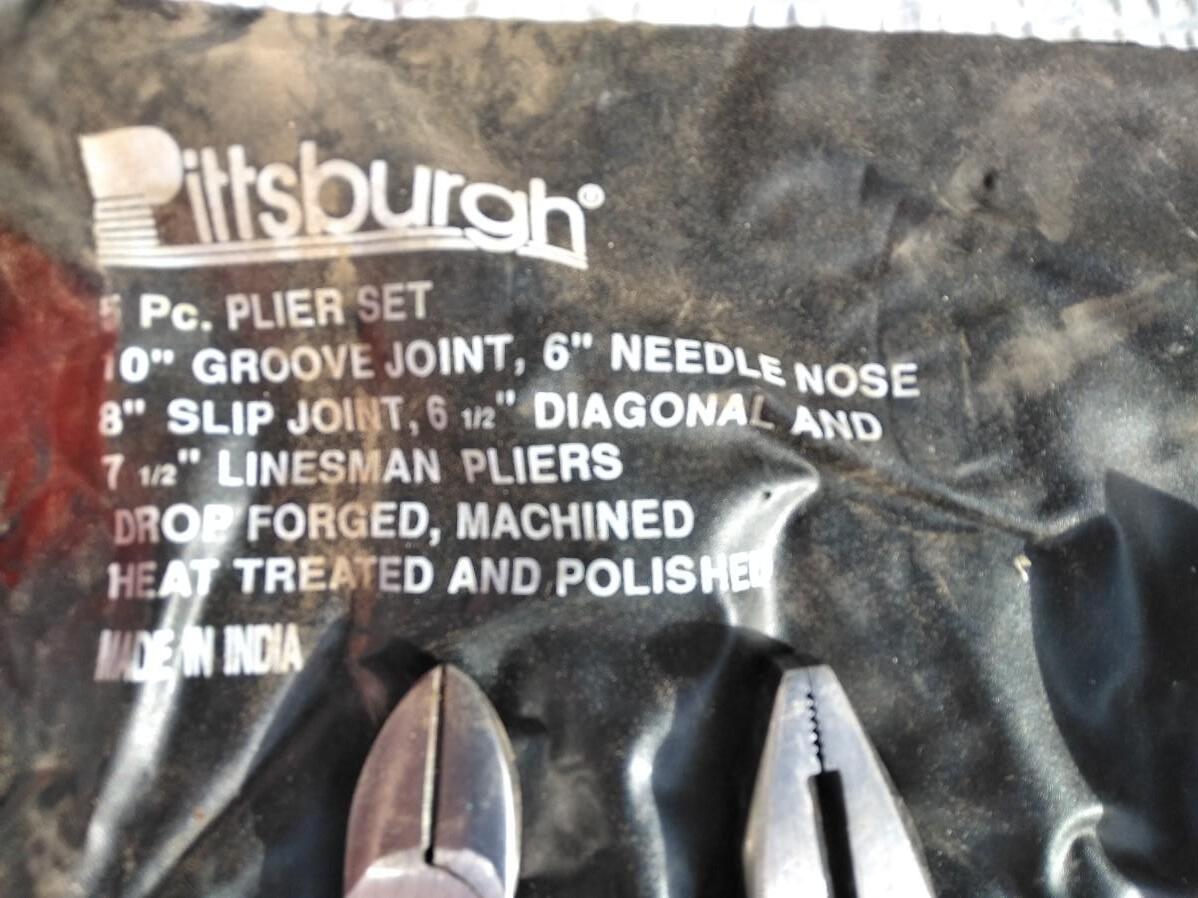 Pittsburgh®
5 Pc. PLIER SET
10" GROOVE JOINT, 6" NEEDLE NOSE
8" SLIP JOINT, 6 1/2" DIAGONAL AND
7 1/2" LINESMAN PLIERS
DROP FORGED, MACHINED
HEAT TREATED AND POLISHED
MADE IN INDIA